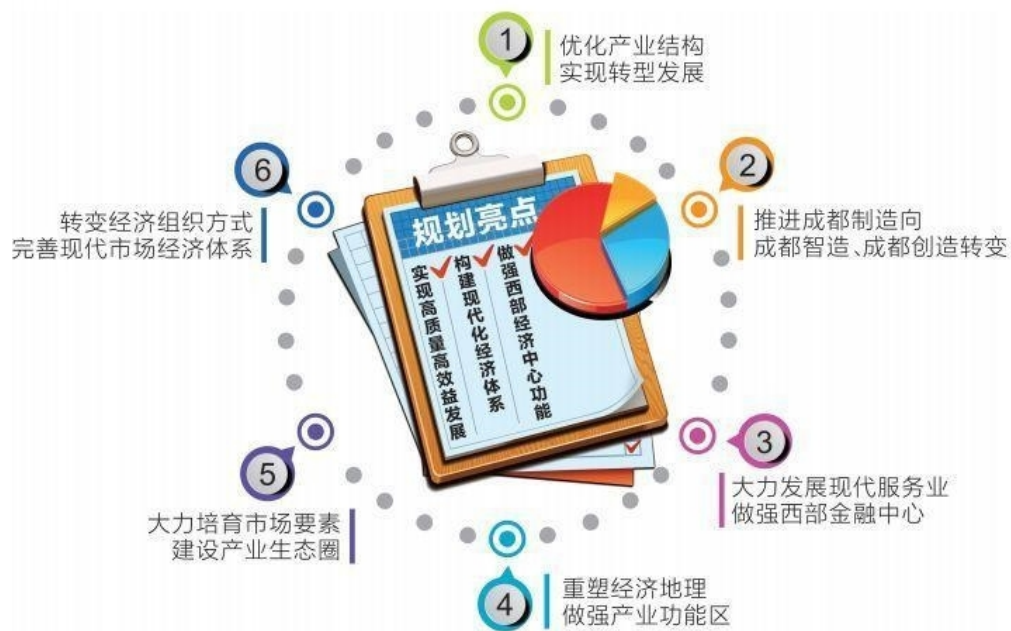 1
优化产业结构
实现转型发展
2
推进成都制造向
成都智造、成都创造转变
3
大力发展现代服务业
做强西部金融中心
4
重塑经济地理
做强产业功能区
5
大力培育市场要素
建设产业生态圈
6
转变经济组织方式
完善现代市场经济体系
规划亮点
实现高质量高效益发展
构建现代化经济体系
做强西部经济中心功能